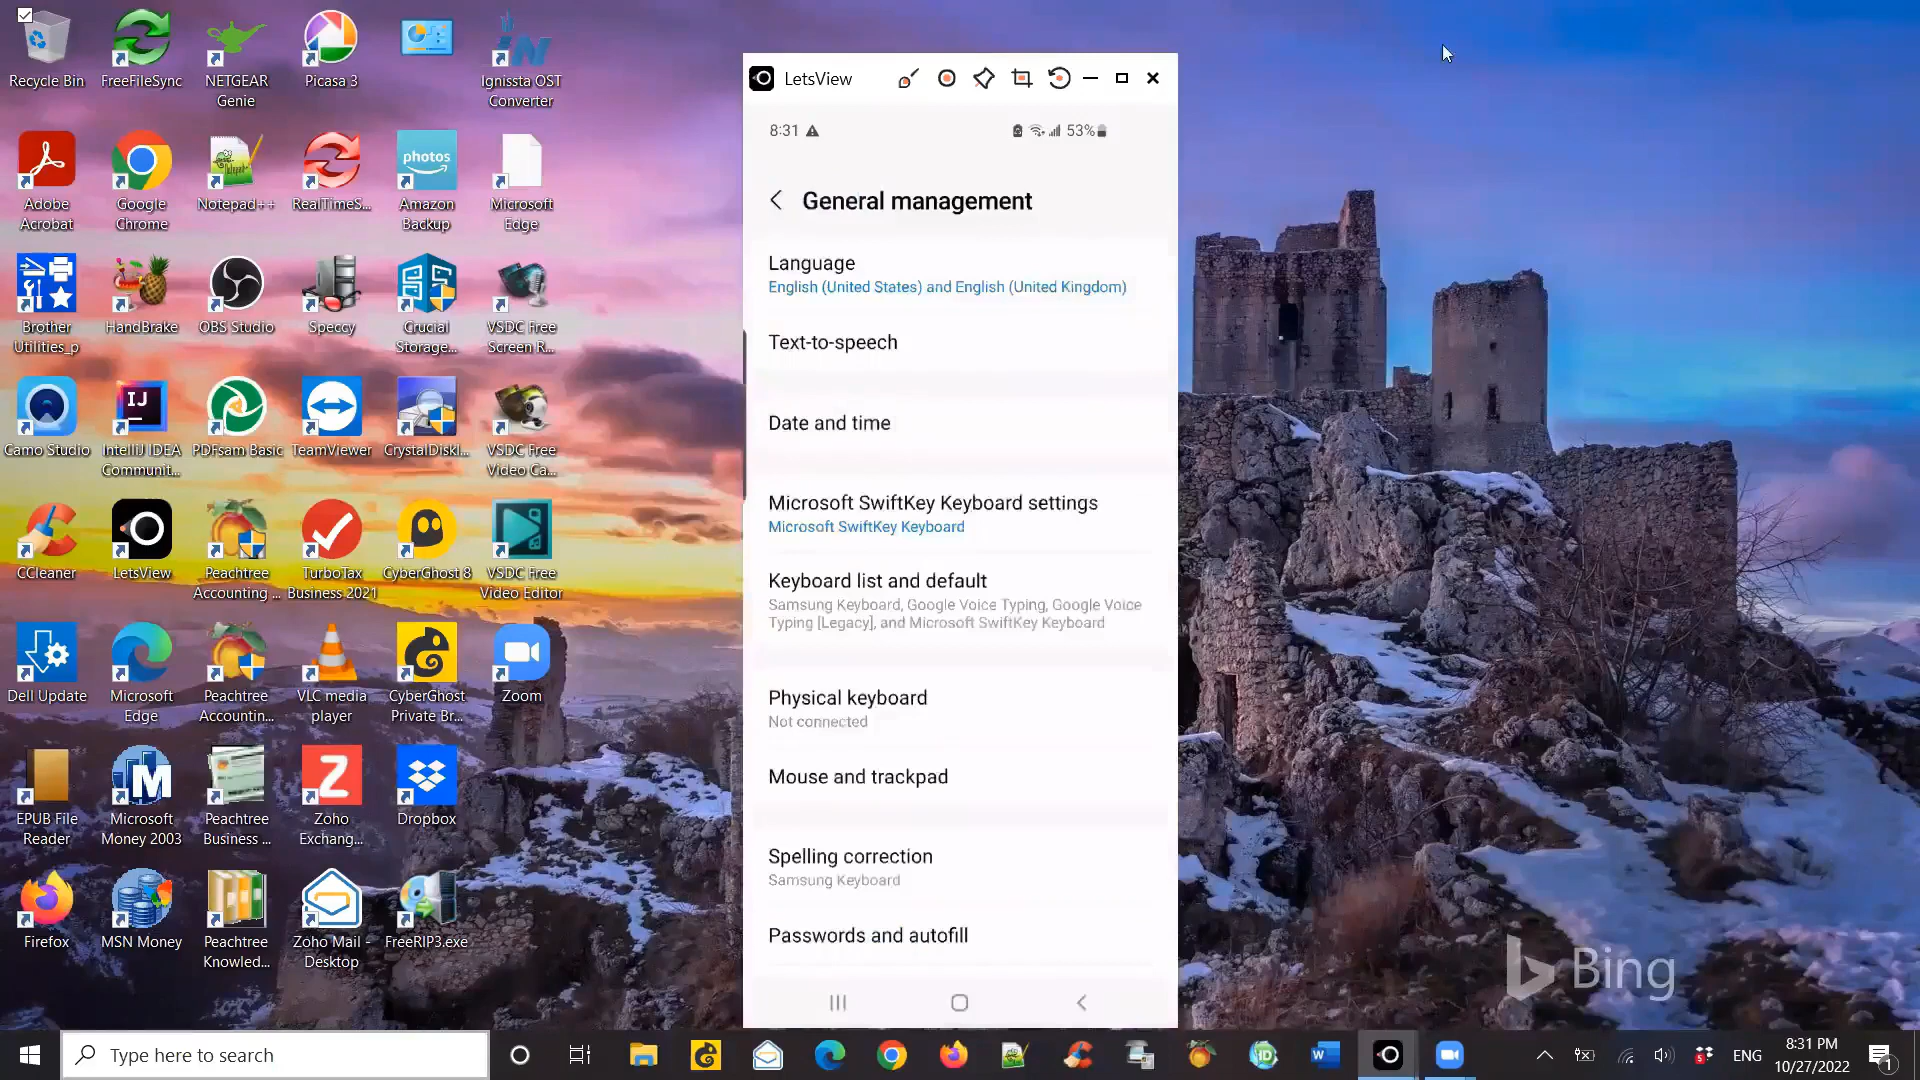 Recycle Bin
FreeFileSync
NETGEAR
Genie
Picasa 3
Ignissta OST
Converter
Adobe
Acrobat
Google
Chrome
Notepad++
RealTimeS...
photos
Amazon
Backup
Microsoft
Edge
Brother
Utilities_p
HandBrake
OBS Studio
Speccy
Crucial
Storage...
VSDC Free
Screen R...
Camo Studio
IJ
IntelliJ IDEA
Communit...
PDFsam Basic
TeamViewer
CrystalDiskI...
VSDC Free
Video Ca...
CCleaner
LetsView
Peachtree
Accounting ...
TurboTax
Business 2021
CyberGhost 8
VSDC Free
Video Editor
Dell Update
Microsoft
Edge
Peachtree
Accountin...
VLC media
player
CyberGhost
Private Br...
Zoom
EPUB File
Reader
Microsoft
Money 2003
Peachtree
Business ...
Zoho
Exchang...
Dropbox
Firefox
MSN Money
Peachtree
Knowled...
Zoho Mail -
Desktop
FreeRIP3.exe
LetsView
8:31
53%
General management
Language
English (United States) and English (United Kingdom)
Text-to-speech
Date and time
Microsoft SwiftKey Keyboard settings
Microsoft SwiftKey Keyboard
Keyboard list and default
Samsung Keyboard, Google Voice Typing, Google Voice
Typing [Legacy], and Microsoft SwiftKey Keyboard
Physical keyboard
Not connected
Mouse and trackpad
Spelling correction
Samsung Keyboard
Passwords and autofill
Bing
Type here to search
ENG
8:31 PM
10/27/2022
1